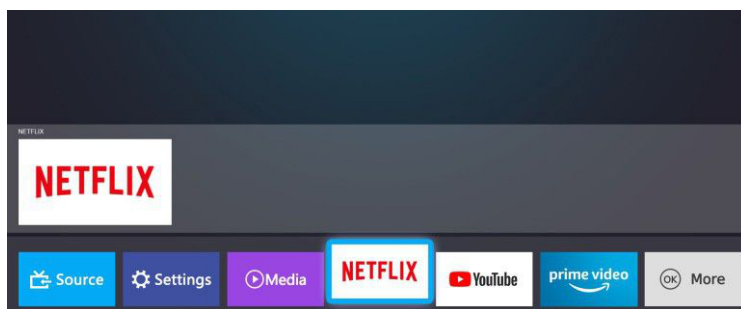 NETFLIX
NETFLIX
Source
Settings
Media
NETFLIX
YouTube
prime video
OK More